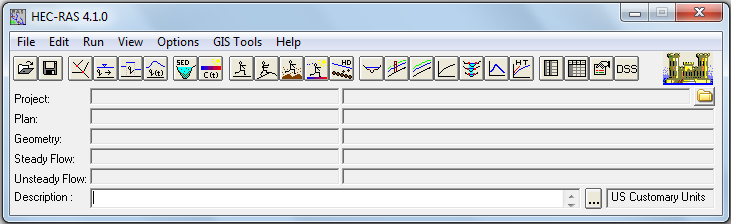 HEC-RAS 4.1.0
File Edit Run View Options GIS Tools Help
SED C(t) HD HT DSS
Project:
Plan:
Geometry:
Steady Flow:
Unsteady Flow:
Description : ... US Customary Units